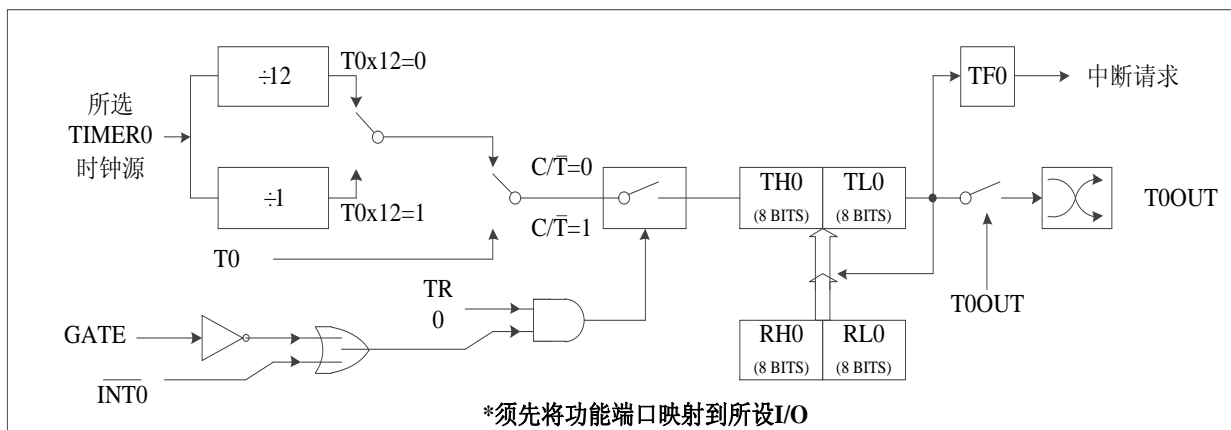 ÷12
T0x12=0
所选
TIMER0
时钟源
÷1
T0x12=1
T0
C/T̅=0
C/T̅=1
TR
0
GATE
I̅N̅T̅0̅
TH0
(8 BITS)
TL0
(8 BITS)
RH0
(8 BITS)
RL0
(8 BITS)
TF0
中断请求
T0OUT
T0OUT
*须先将功能端口映射到所设I/O